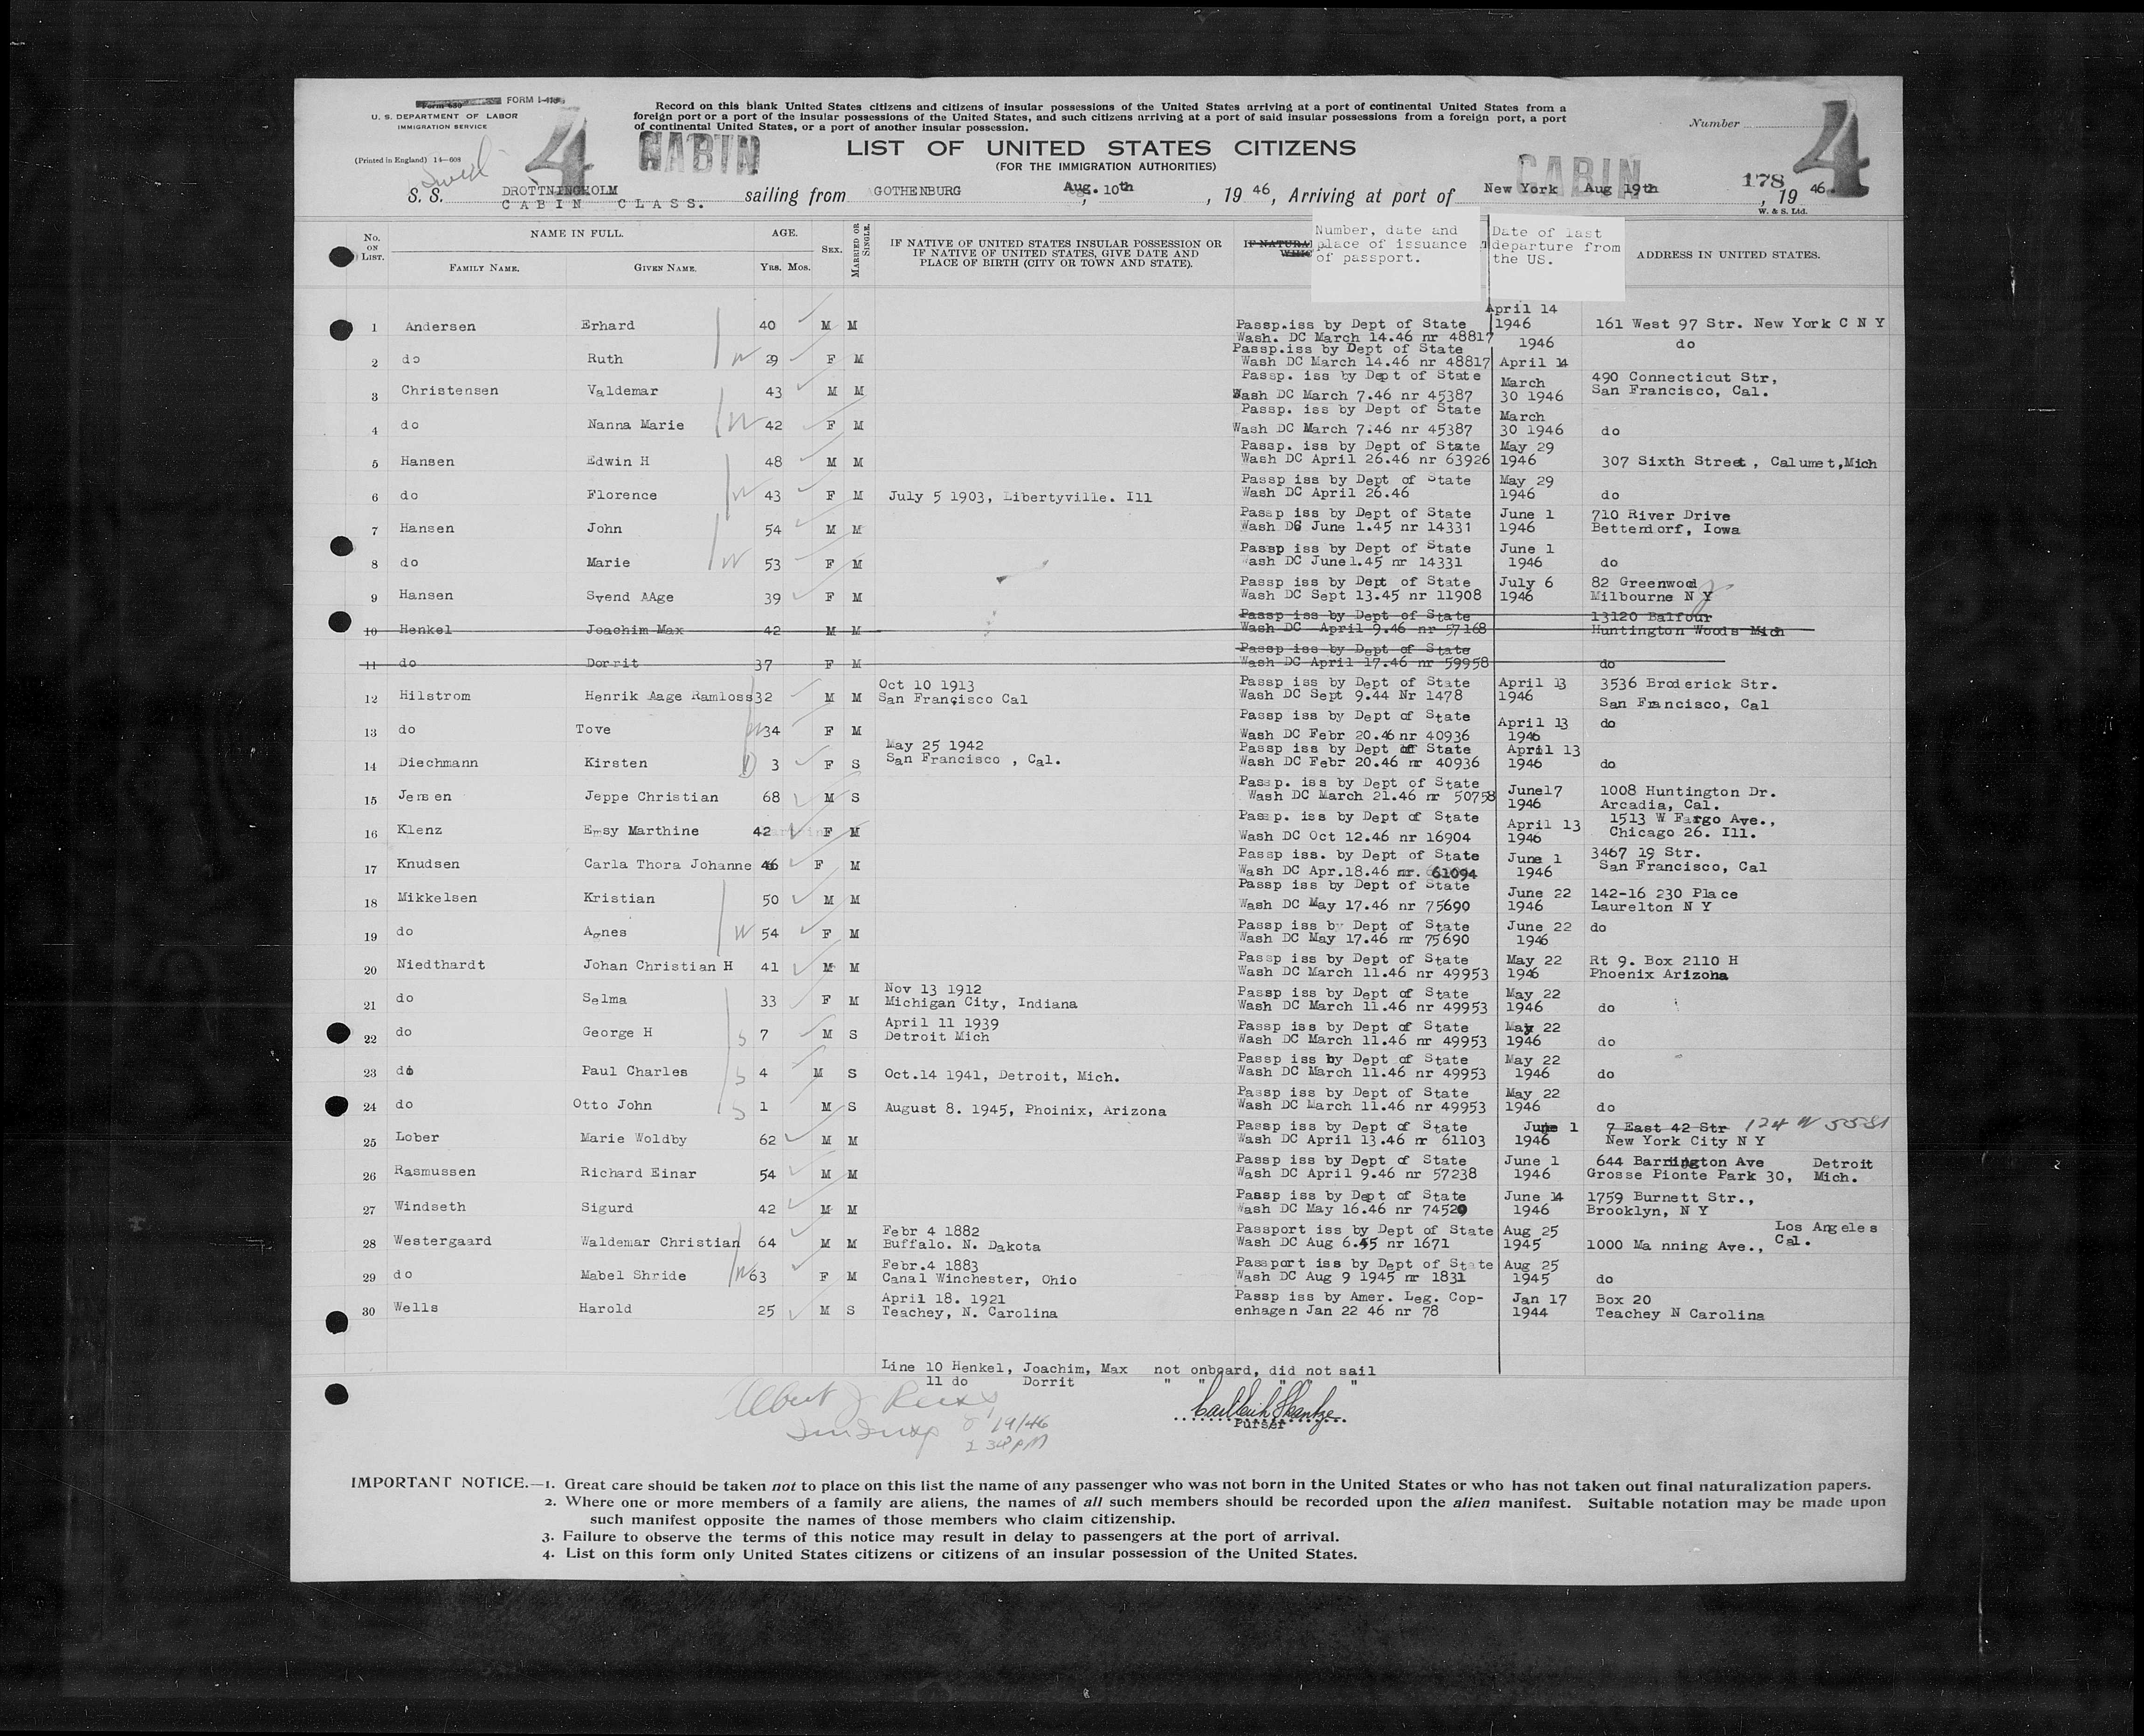 FORM I-418
U. S. DEPARTMENT OF LABOR
IMMIGRATION SERVICE
(Printed in England) 14—608
4
CABIN
Record on this blank United States citizens and citizens of insular possessions of the United States arriving at a port of continental United States from a
foreign port or a port of the insular possessions of the United States, and such citizens arriving at a port of said insular possessions from a foreign port, a port
of continental United States, or a port of another insular possession.
LIST OF UNITED STATES CITIZENS
(FOR THE IMMIGRATION AUTHORITIES)
Number
4
CABIN
178
S. S. DROTTNINGHOLM sailing from GOTHENBURG Aug. 10th, 19 46, Arriving at port of New York Aug 19th, 19 46
CABIN CLASS.
W. & S. Ltd.
No. ON LIST.
NAME IN FULL.
FAMILY NAME. GIVEN NAME.
AGE.
Yrs. Mos.
SEX.
MARRIED OR SINGLE.
IF NATIVE OF UNITED STATES INSULAR POSSESSION OR
IF NATIVE OF UNITED STATES, GIVE DATE AND
PLACE OF BIRTH (CITY OR TOWN AND STATE).
Number, date and
place of issuance
of passport.
Date of last
departure from
the US.
ADDRESS IN UNITED STATES.
1 Andersen Erhard 40 M M Passp.iss by Dept of State Wash. DC March 14.46 nr 48817 April 14 1946 161 West 97 Str. New York C N Y
2 do Ruth W 29 F M Passp.iss by Dept of State Wash DC March 14.46 nr 48817 1946 April 14 do
3 Christensen Valdemar 43 M M Passp. iss by Dept of State Wash DC March 7.46 nr 45387 March 30 1946 490 Connecticut Str, San Francisco, Cal.
4 do Nanna Marie W 42 F M Passp. iss by Dept of State Wash DC March 7.46 nr 45387 March 30 1946 do
5 Hansen Edwin H 48 M M Passp. iss by Dept of State Wash DC April 26.46 nr 63926 May 29 1946 307 Sixth Street, Calumet,Mich
6 do Florence W 43 F M July 5 1903, Libertyville. Ill Passp iss by Dept of State Wash DC April 26.46 May 29 1946 do
7 Hansen John 54 M M Passp iss by Dept of State Wash DC June 1.45 nr 14331 June 1 1946 710 River Drive Bettendorf, Iowa
8 do Marie W 53 F M Passp iss by Dept of State Wash DC June 1.45 nr 14331 June 1 1946 do
9 Hansen Svend AAge 39 F M Passp iss by Dept of State Wash DC Sept 13.45 nr 11908 July 6 1946 82 Greenwood Milbourne N Y
10 Henkel Joachim Max 42 M M Passp iss by Dept of State Wash DC April 9.46 nr 57168 13120 Balfour Huntington Woods Mich
11 do Dorrit 37 F M Passp iss by Dept of State Wash DC April 17.46 nr 59958 do
12 Hilstrom Henrik Aage Ramloss 32 M M Oct 10 1913 San Francisco Cal Passp iss by Dept of State Wash DC Sept 9.44 Nr 1478 April 13 1946 3536 Broderick Str. San Francisco, Cal
13 do Tove W 34 F M Passp iss by Dept of State Wash DC Febr 20.46 nr 40936 April 13 1946 do
14 Diechmann Kirsten D 3 F S May 25 1942 San Francisco , Cal. Passp iss by Dept of State Wash DC Febr 20.46 nr 40936 April 13 1946 do
15 Jensen Jeppe Christian 68 M S Passp. iss by Dept of State Wash DC March 21.46 nr 50758 June17 1946 1008 Huntington Dr. Arcadia, Cal.
16 Klenz Emsy Marthine 42 F M Passp. iss by Dept of State Wash DC Oct 12.46 nr 16904 April 13 1946 1513 W Fargo Ave., Chicago 26. Ill.
17 Knudsen Carla Thora Johanne 46 F M Passp iss. by Dept of State Wash DC Apr.18.46 nr. 61094 June 1 1946 3467 19 Str. San Francisco, Cal
18 Mikkelsen Kristian 50 M M Passp iss by Dept of State Wash DC May 17.46 nr 75690 June 22 1946 142-16 230 Place Laurelton N Y
19 do Agnes W 54 F M Passp iss by Dept of State Wash DC May 17.46 nr 75690 June 22 1946 do
20 Niedthardt Johan Christian H 41 M M Passp iss by Dept of State Wash DC March 11.46 nr 49953 May 22 1946 Rt 9. Box 2110 H Phoenix Arizona
21 do Selma 33 F M Nov 13 1912 Michigan City, Indiana Passp iss by Dept of State Wash DC March 11.46 nr 49953 May 22 1946 do
22 do George H S 7 M S April 11 1939 Detroit Mich Passp iss by Dept of State Wash DC March 11.46 nr 49953 May 22 1946 do
23 do Paul Charles S 4 M S Oct.14 1941, Detroit, Mich. Passp iss by Dept of State Wash DC March 11.46 nr 49953 May 22 1946 do
24 do Otto John S 1 M S August 8. 1945, Phoinix, Arizona Passp iss by Dept of State Wash DC March 11.46 nr 49953 May 22 1946 do
25 Lober Marie Woldby 62 M M Passp iss by Dept of State Wash DC April 13.46 nr 61103 June 1 1946 7 East 42 Str 124 W 55St New York City N Y
26 Rasmussen Richard Einar 54 M M Passp iss by Dept of State Wash DC April 9.46 nr 57238 June 1 1946 644 Barrington Ave Detroit Grosse Pionte Park 30, Mich.
27 Windseth Sigurd 42 M M Passp iss by Dept of State Wash DC May 16.46 nr 74529 June 14 1946 1759 Burnett Str., Brooklyn, N Y
28 Westergaard Waldemar Christian 64 M M Febr 4 1882 Buffalo. N. Dakota Passport iss by Dept of State Wash DC Aug 6.45 nr 1671 Aug 25 1945 1000 Manning Ave., Los Angeles Cal.
29 do Mabel Shride W 63 F M Febr.4 1883 Canal Winchester, Ohio Passport iss by Dept of State Wash DC Aug 9 1945 nr 1831 Aug 25 1945 do
30 Wells Harold 25 M S April 18. 1921 Teachey, N. Carolina Passp iss by Amer. Leg. Cop- enhagen Jan 22 46 nr 78 Jan 17 1944 Box 20 Teachey N Carolina
Line 10 Henkel, Joachim, Max not onboard, did not sail
11 do Dorrit " " " " "
Purser
Albert J
8/19/46
PM
IMPORTANT NOTICE.—1. Great care should be taken not to place on this list the name of any passenger who was not born in the United States or who has not taken out final naturalization papers.
2. Where one or more members of a family are aliens, the names of all such members should be recorded upon the alien manifest. Suitable notation may be made upon
such manifest opposite the names of those members who claim citizenship.
3. Failure to observe the terms of this notice may result in delay to passengers at the port of arrival.
4. List on this form only United States citizens or citizens of an insular possession of the United States.